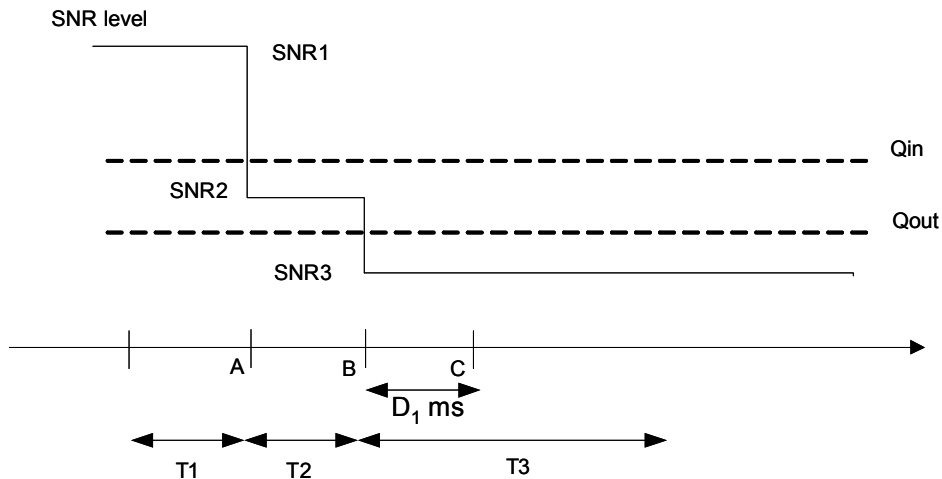 SNR level
SNR1
Qin
SNR2
Qout
SNR3
A
B
C
D₁ ms
T1
T2
T3